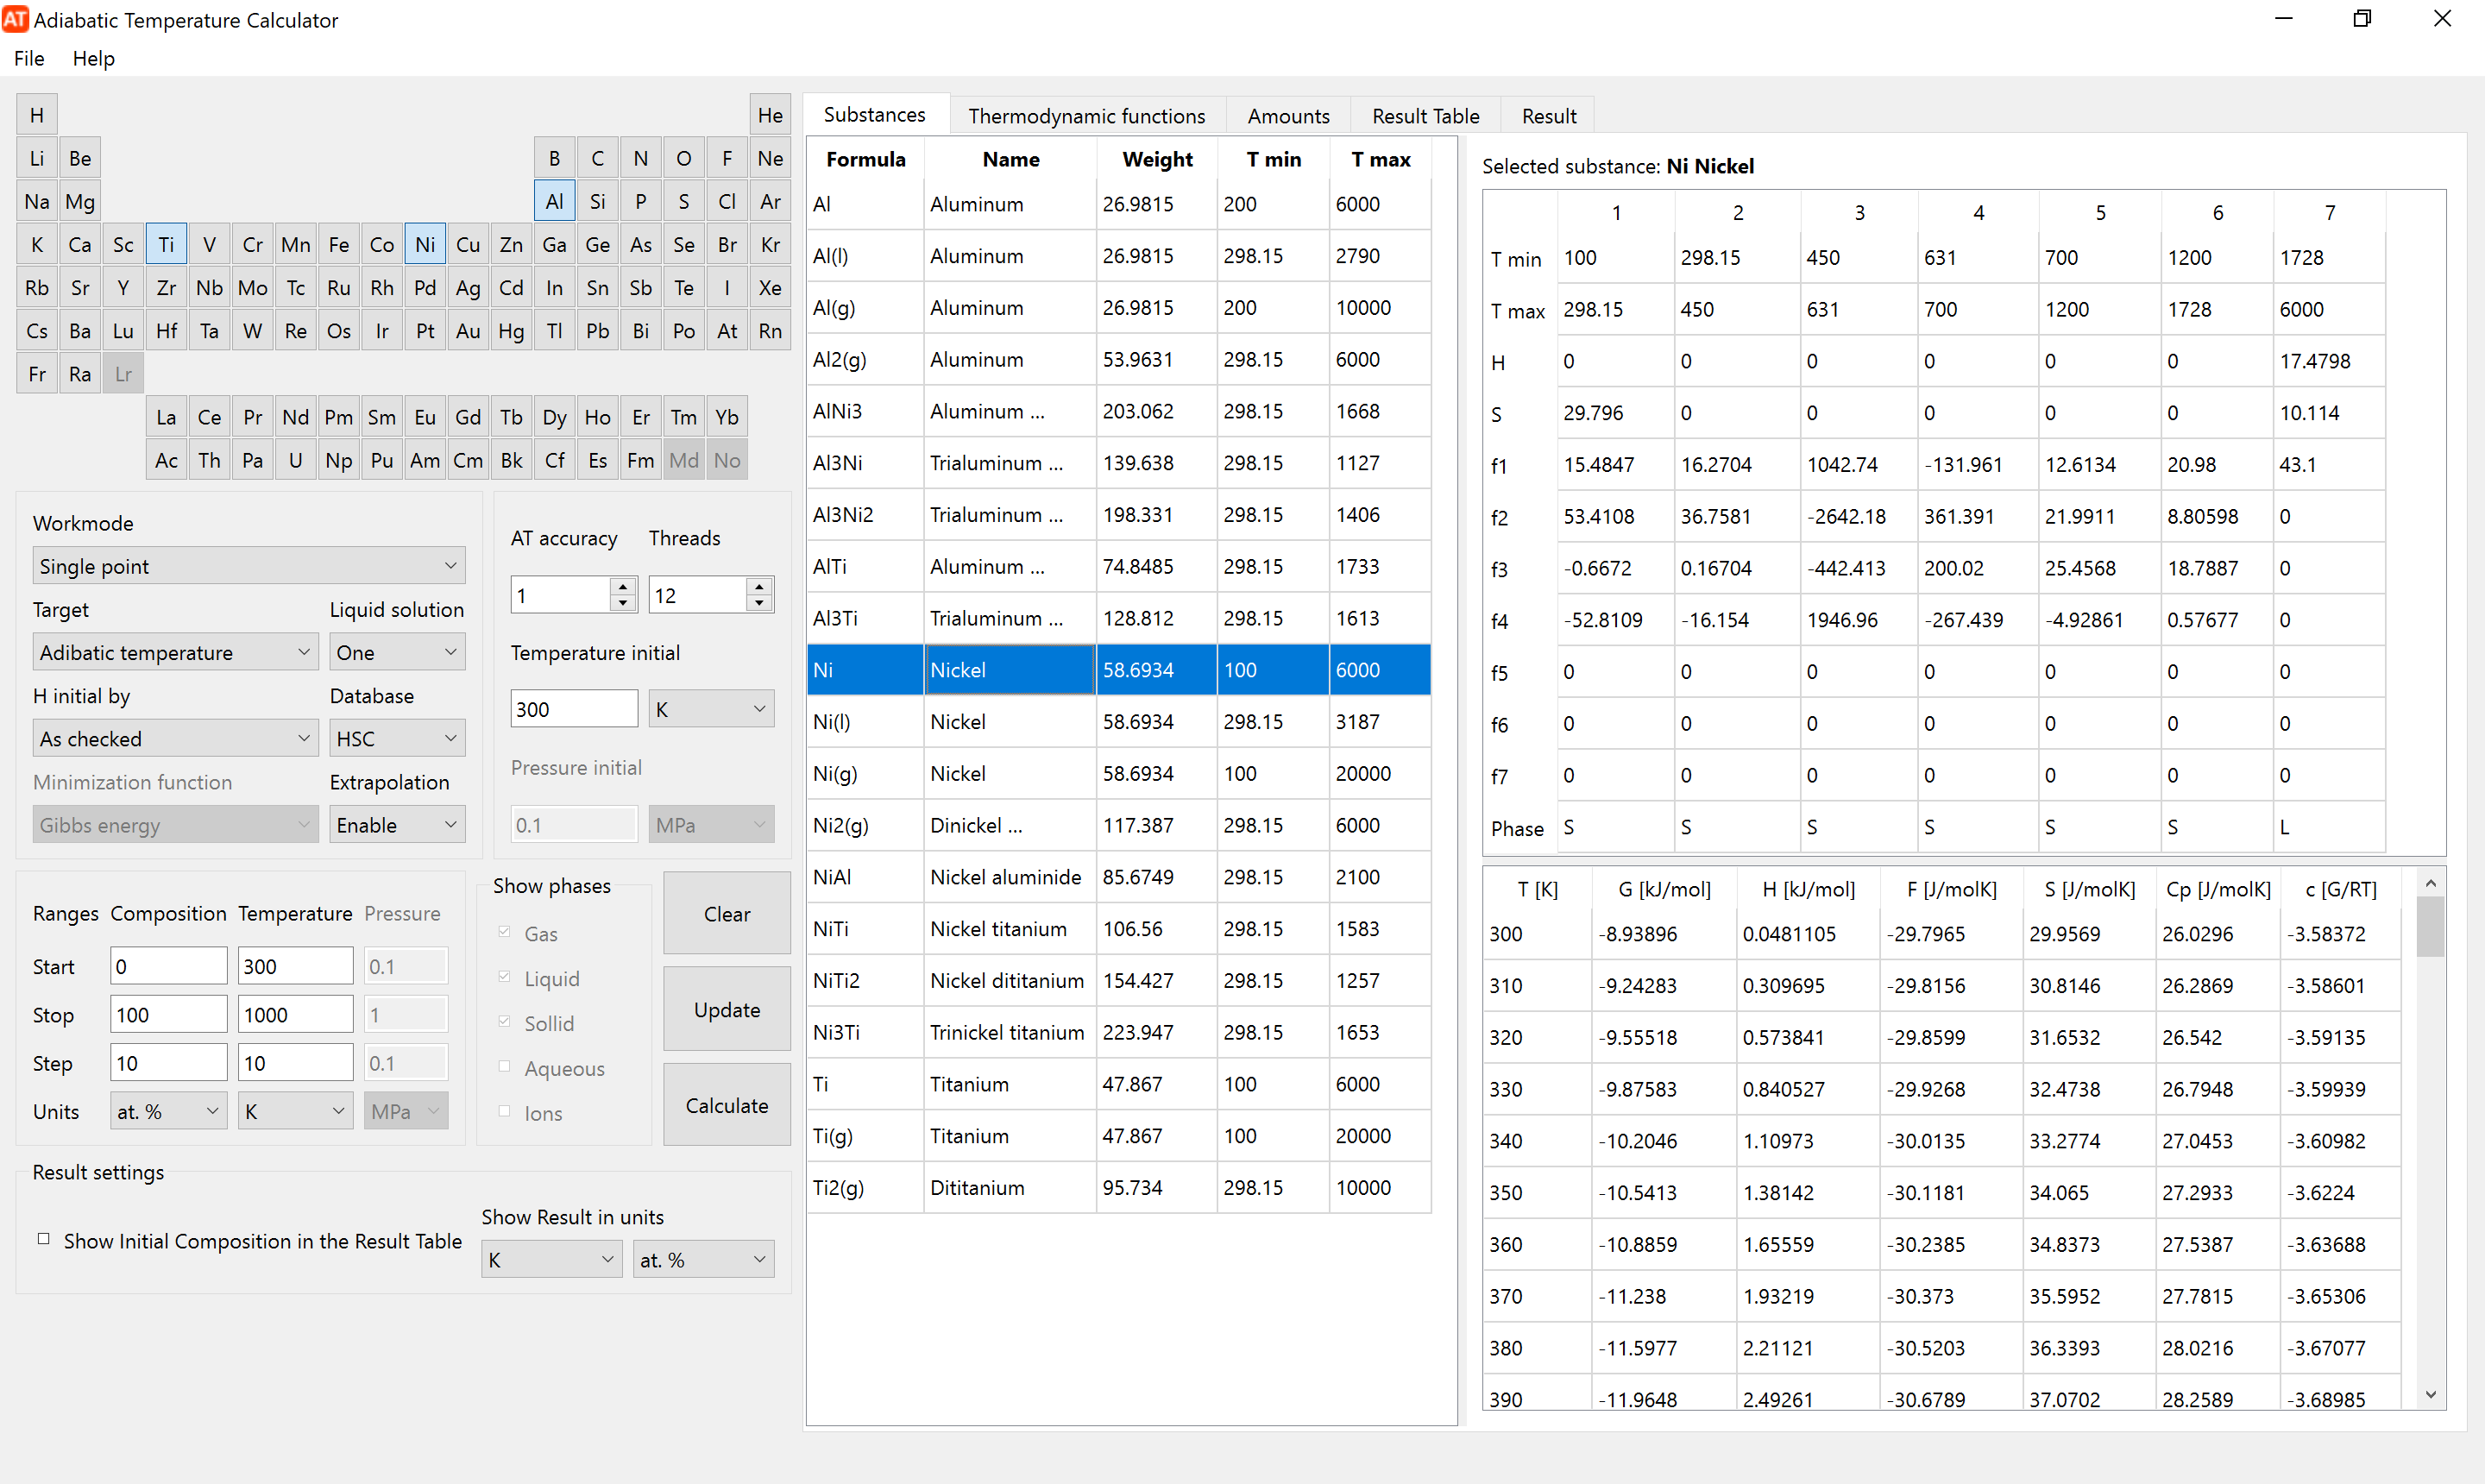 AT Adiabatic Temperature Calculator
File Help
H He
Li Be B C N O F Ne
Na Mg Al Si P S Cl Ar
K Ca Sc Ti V Cr Mn Fe Co Ni Cu Zn Ga Ge As Se Br Kr
Rb Sr Y Zr Nb Mo Tc Ru Rh Pd Ag Cd In Sn Sb Te I Xe
Cs Ba Lu Hf Ta W Re Os Ir Pt Au Hg Tl Pb Bi Po At Rn
Fr Ra Lr
La Ce Pr Nd Pm Sm Eu Gd Tb Dy Ho Er Tm Yb
Ac Th Pa U Np Pu Am Cm Bk Cf Es Fm Md No
Workmode
Single point
Target Liquid solution
Adibatic temperature One
H initial by Database
As checked HSC
Minimization function Extrapolation
Gibbs energy Enable
AT accuracy Threads
1 12
Temperature initial
300 K
Pressure initial
0.1 MPa
Ranges Composition Temperature Pressure
Start 0 300 0.1
Stop 100 1000 1
Step 10 10 0.1
Units at. % K MPa
Show phases
Gas
Liquid
Sollid
Aqueous
Ions
Clear
Update
Calculate
Result settings
Show Initial Composition in the Result Table
Show Result in units
K at. %
Substances Thermodynamic functions Amounts Result Table Result
Formula Name Weight T min T max
Al Aluminum 26.9815 200 6000
Al(l) Aluminum 26.9815 298.15 2790
Al(g) Aluminum 26.9815 200 10000
Al2(g) Aluminum 53.9631 298.15 6000
AlNi3 Aluminum ... 203.062 298.15 1668
Al3Ni Trialuminum ... 139.638 298.15 1127
Al3Ni2 Trialuminum ... 198.331 298.15 1406
AlTi Aluminum ... 74.8485 298.15 1733
Al3Ti Trialuminum ... 128.812 298.15 1613
Ni Nickel 58.6934 100 6000
Ni(l) Nickel 58.6934 298.15 3187
Ni(g) Nickel 58.6934 100 20000
Ni2(g) Dinickel ... 117.387 298.15 6000
NiAl Nickel aluminide 85.6749 298.15 2100
NiTi Nickel titanium 106.56 298.15 1583
NiTi2 Nickel dititanium 154.427 298.15 1257
Ni3Ti Trinickel titanium 223.947 298.15 1653
Ti Titanium 47.867 100 6000
Ti(g) Titanium 47.867 100 20000
Ti2(g) Dititanium 95.734 298.15 10000
Selected substance: Ni Nickel
1 2 3 4 5 6 7
T min 100 298.15 450 631 700 1200 1728
T max 298.15 450 631 700 1200 1728 6000
H 0 0 0 0 0 0 17.4798
S 29.796 0 0 0 0 0 10.114
f1 15.4847 16.2704 1042.74 -131.961 12.6134 20.98 43.1
f2 53.4108 36.7581 -2642.18 361.391 21.9911 8.80598 0
f3 -0.6672 0.16704 -442.413 200.02 25.4568 18.7887 0
f4 -52.8109 -16.154 1946.96 -267.439 -4.92861 0.57677 0
f5 0 0 0 0 0 0 0
f6 0 0 0 0 0 0 0
f7 0 0 0 0 0 0 0
Phase S S S S S S L
T [K] G [kJ/mol] H [kJ/mol] F [J/molK] S [J/molK] Cp [J/molK] c [G/RT]
300 -8.93896 0.0481105 -29.7965 29.9569 26.0296 -3.58372
310 -9.24283 0.309695 -29.8156 30.8146 26.2869 -3.58601
320 -9.55518 0.573841 -29.8599 31.6532 26.542 -3.59135
330 -9.87583 0.840527 -29.9268 32.4738 26.7948 -3.59939
340 -10.2046 1.10973 -30.0135 33.2774 27.0453 -3.60982
350 -10.5413 1.38142 -30.1181 34.065 27.2933 -3.6224
360 -10.8859 1.65559 -30.2385 34.8373 27.5387 -3.63688
370 -11.238 1.93219 -30.373 35.5952 27.7815 -3.65306
380 -11.5977 2.21121 -30.5203 36.3393 28.0216 -3.67077
390 -11.9648 2.49261 -30.6789 37.0702 28.2589 -3.68985